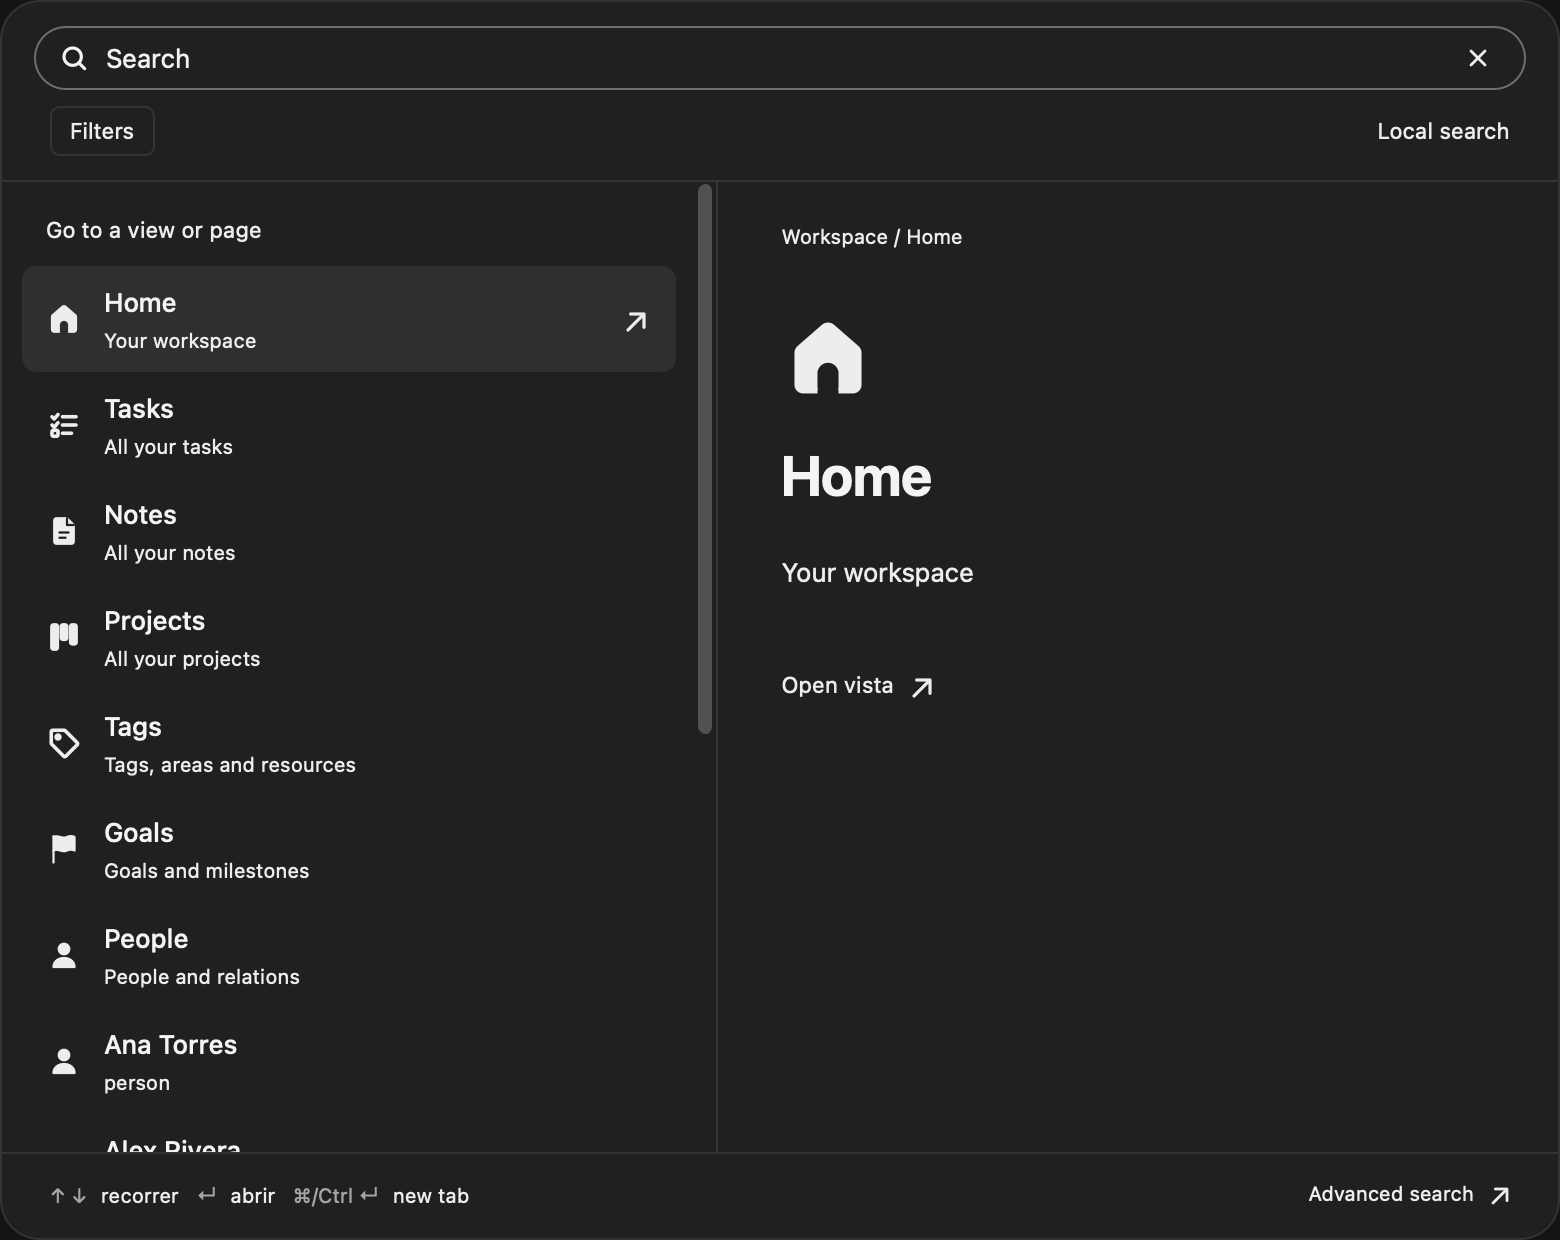 Search
Filters
Local search
Go to a view or page
Home
Your workspace
Tasks
All your tasks
Notes
All your notes
Projects
All your projects
Tags
Tags, areas and resources
Goals
Goals and milestones
People
People and relations
Ana Torres
person
Alex Rivera
Workspace / Home
Home
Your workspace
Open vista
↑ ↓ recorrer ↵ abrir ⌘/Ctrl ↵ new tab
Advanced search